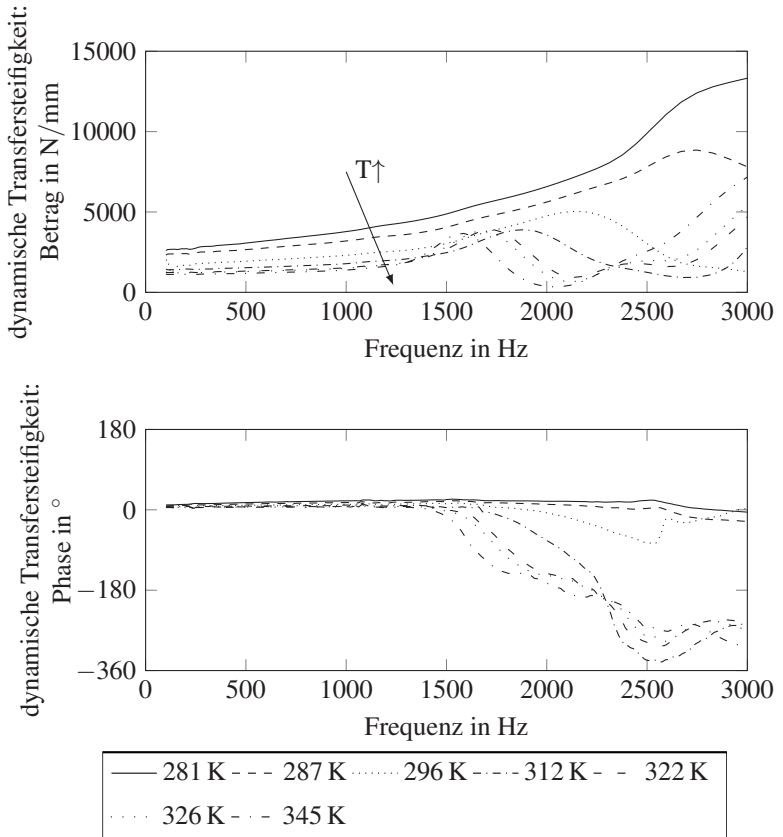 dynamische Transfersteifigkeit:
Betrag in N/mm
15000
10000
5000
0
T↑
0 500 1000 1500 2000 2500 3000
Frequenz in Hz
dynamische Transfersteifigkeit:
Phase in °
180
0
−180
−360
0 500 1000 1500 2000 2500 3000
Frequenz in Hz
281 K 287 K 296 K 312 K 322 K
326 K 345 K